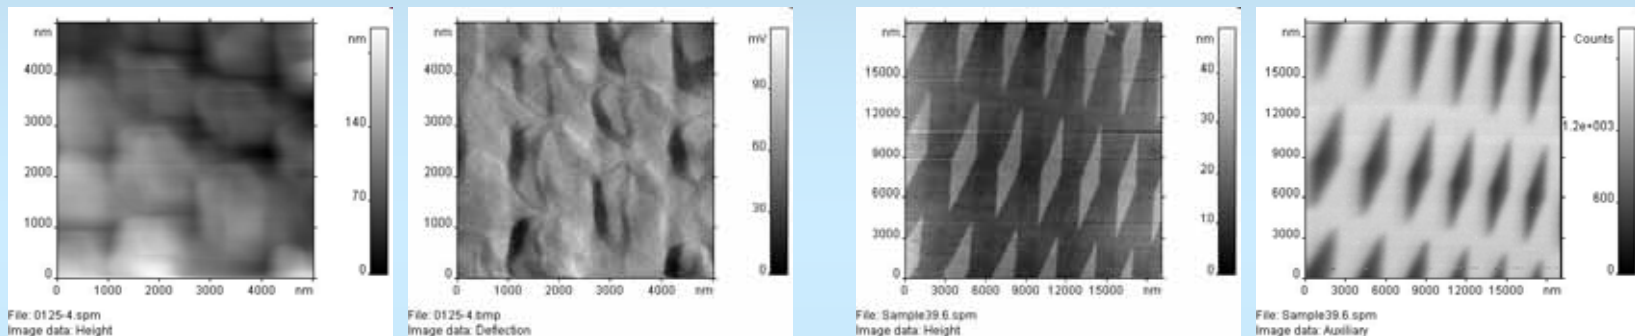 nm
4000
3000
2000
1000
0
0 1000 2000 3000 4000 nm
nm
140
70
0
File: 0125-4.spm
Image data: Height
nm
4000
3000
2000
1000
0
0 1000 2000 3000 4000 nm
mV
90
60
30
0
File: 0125-4.bmp
Image data: Deflection
nm
15000
12000
9000
6000
3000
0
0 3000 6000 9000 12000 15000 nm
nm
40
30
20
10
0
File: Sample39.6.spm
Image data: Height
nm
15000
12000
9000
6000
3000
0
0 3000 6000 9000 12000 15000 nm
Counts
1.2e+003
600
0
File: Sample39.6.spm
Image data: Auxiliary